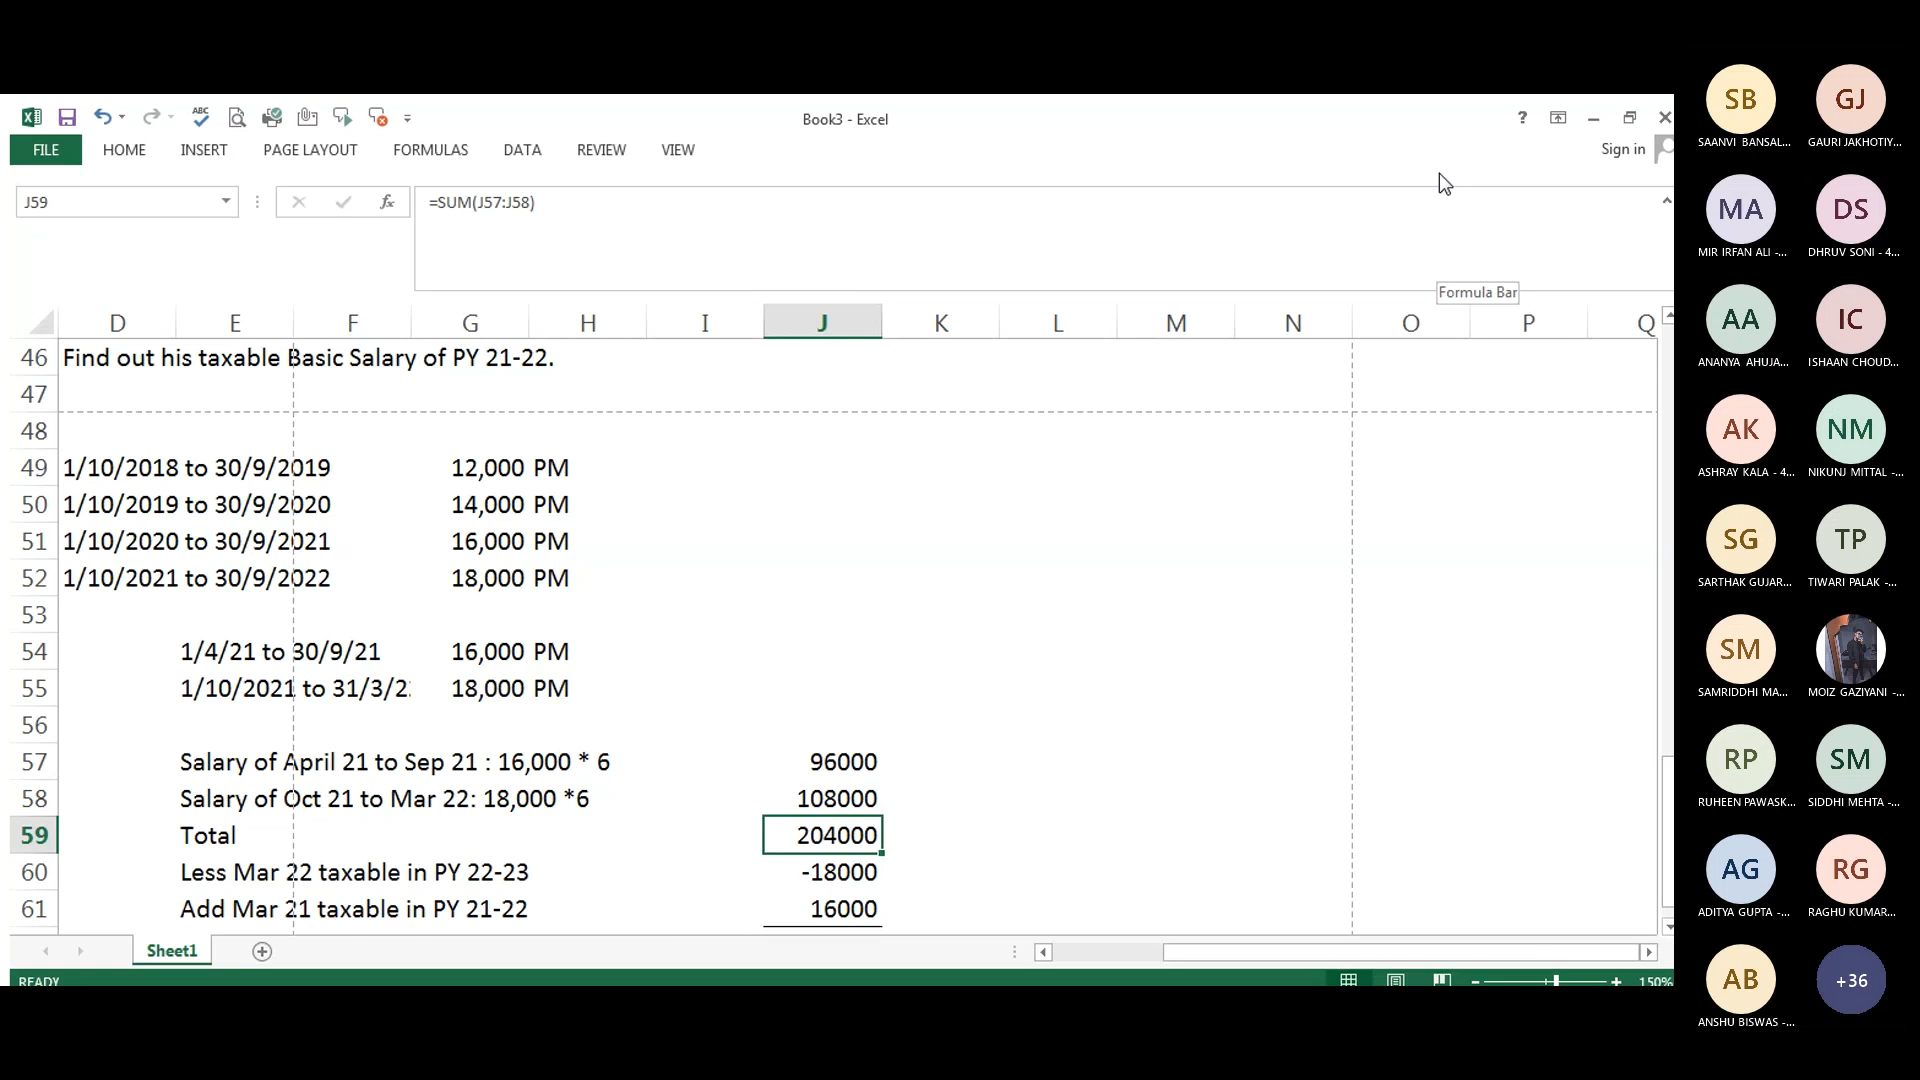 Book3 - Excel
?
FILE HOME INSERT PAGE LAYOUT FORMULAS DATA REVIEW VIEW
Sign in
J59
fx
=SUM(J57:J58)
Formula Bar
D E F G H I J K L M N O P Q
46 Find out his taxable Basic Salary of PY 21-22.
47
48
49 1/10/2018 to 30/9/2019 12,000 PM
50 1/10/2019 to 30/9/2020 14,000 PM
51 1/10/2020 to 30/9/2021 16,000 PM
52 1/10/2021 to 30/9/2022 18,000 PM
53
54 1/4/21 to 30/9/21 16,000 PM
55 1/10/2021 to 31/3/2 18,000 PM
56
57 Salary of April 21 to Sep 21 : 16,000 * 6 96000
58 Salary of Oct 21 to Mar 22: 18,000 *6 108000
59 Total 204000
60 Less Mar 22 taxable in PY 22-23 -18000
61 Add Mar 21 taxable in PY 21-22 16000
Sheet1
READY
150%
SB GJ
SAANVI BANSAL... GAURI JAKHOTIY...
MA DS
MIR IRFAN ALI -... DHRUV SONI - 4...
AA IC
ANANYA AHUJA... ISHAAN CHOUD...
AK NM
ASHRAY KALA - 4... NIKUNJ MITTAL -...
SG TP
SARTHAK GUJAR... TIWARI PALAK -...
SM
SAMRIDDHI MA... MOIZ GAZIYANI -...
RP SM
RUHEEN PAWASK... SIDDHI MEHTA -...
AG RG
ADITYA GUPTA -... RAGHU KUMAR...
AB +36
ANSHU BISWAS -...